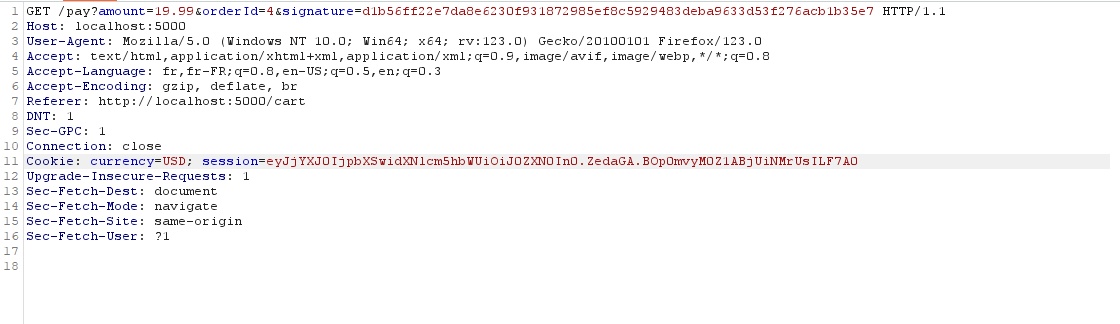 1 GET /pay?amount=19.99&orderId=4&signature=d1b56ff22e7da8e6230f931872985ef8c5929483deba9633d53f276acb1b35e7 HTTP/1.1
2 Host: localhost:5000
3 User-Agent: Mozilla/5.0 (Windows NT 10.0; Win64; x64; rv:123.0) Gecko/20100101 Firefox/123.0
4 Accept: text/html,application/xhtml+xml,application/xml;q=0.9,image/avif,image/webp,*/*;q=0.8
5 Accept-Language: fr,fr-FR;q=0.8,en-US;q=0.5,en;q=0.3
6 Accept-Encoding: gzip, deflate, br
7 Referer: http://localhost:5000/cart
8 DNT: 1
9 Sec-GPC: 1
10 Connection: close
11 Cookie: currency=USD; session=eyJjYXJ0IjpbXSwidXNlcm5hbWUiOiJ0ZXN0In0.ZedaGA.BOp0mvyM0Z1ABjUiNMrUsILF7A0
12 Upgrade-Insecure-Requests: 1
13 Sec-Fetch-Dest: document
14 Sec-Fetch-Mode: navigate
15 Sec-Fetch-Site: same-origin
16 Sec-Fetch-User: ?1
17
18